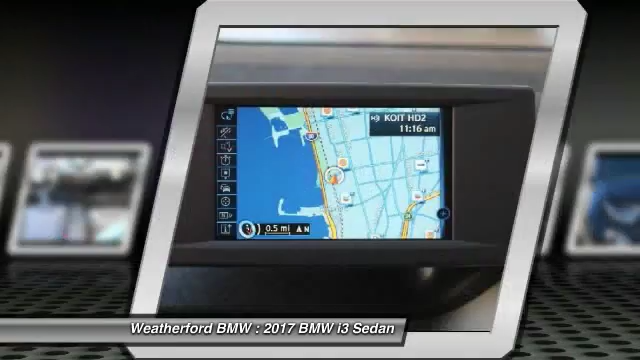 KOIT HD2
11:16 am
0.5 mi N
Weatherford BMW : 2017 BMW i3 Sedan